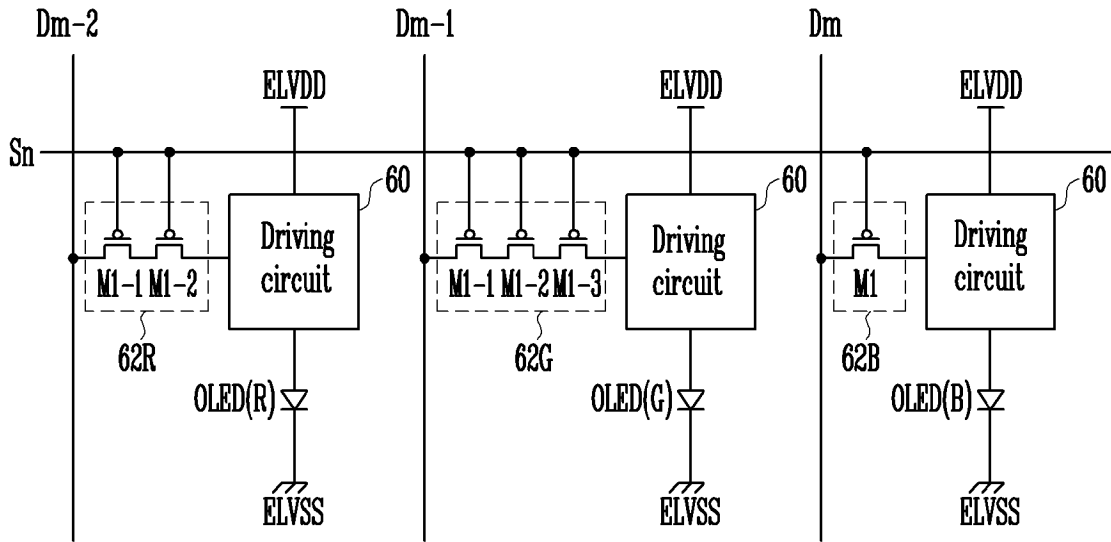 Dm-2 Dm-1 Dm
ELVDD ELVDD ELVDD
Sn
60 60 60
Driving circuit
Driving circuit
Driving circuit
M1-1 M1-2
M1-1 M1-2 M1-3
M1
62R 62G 62B
OLED(R) OLED(G) OLED(B)
ELVSS ELVSS ELVSS